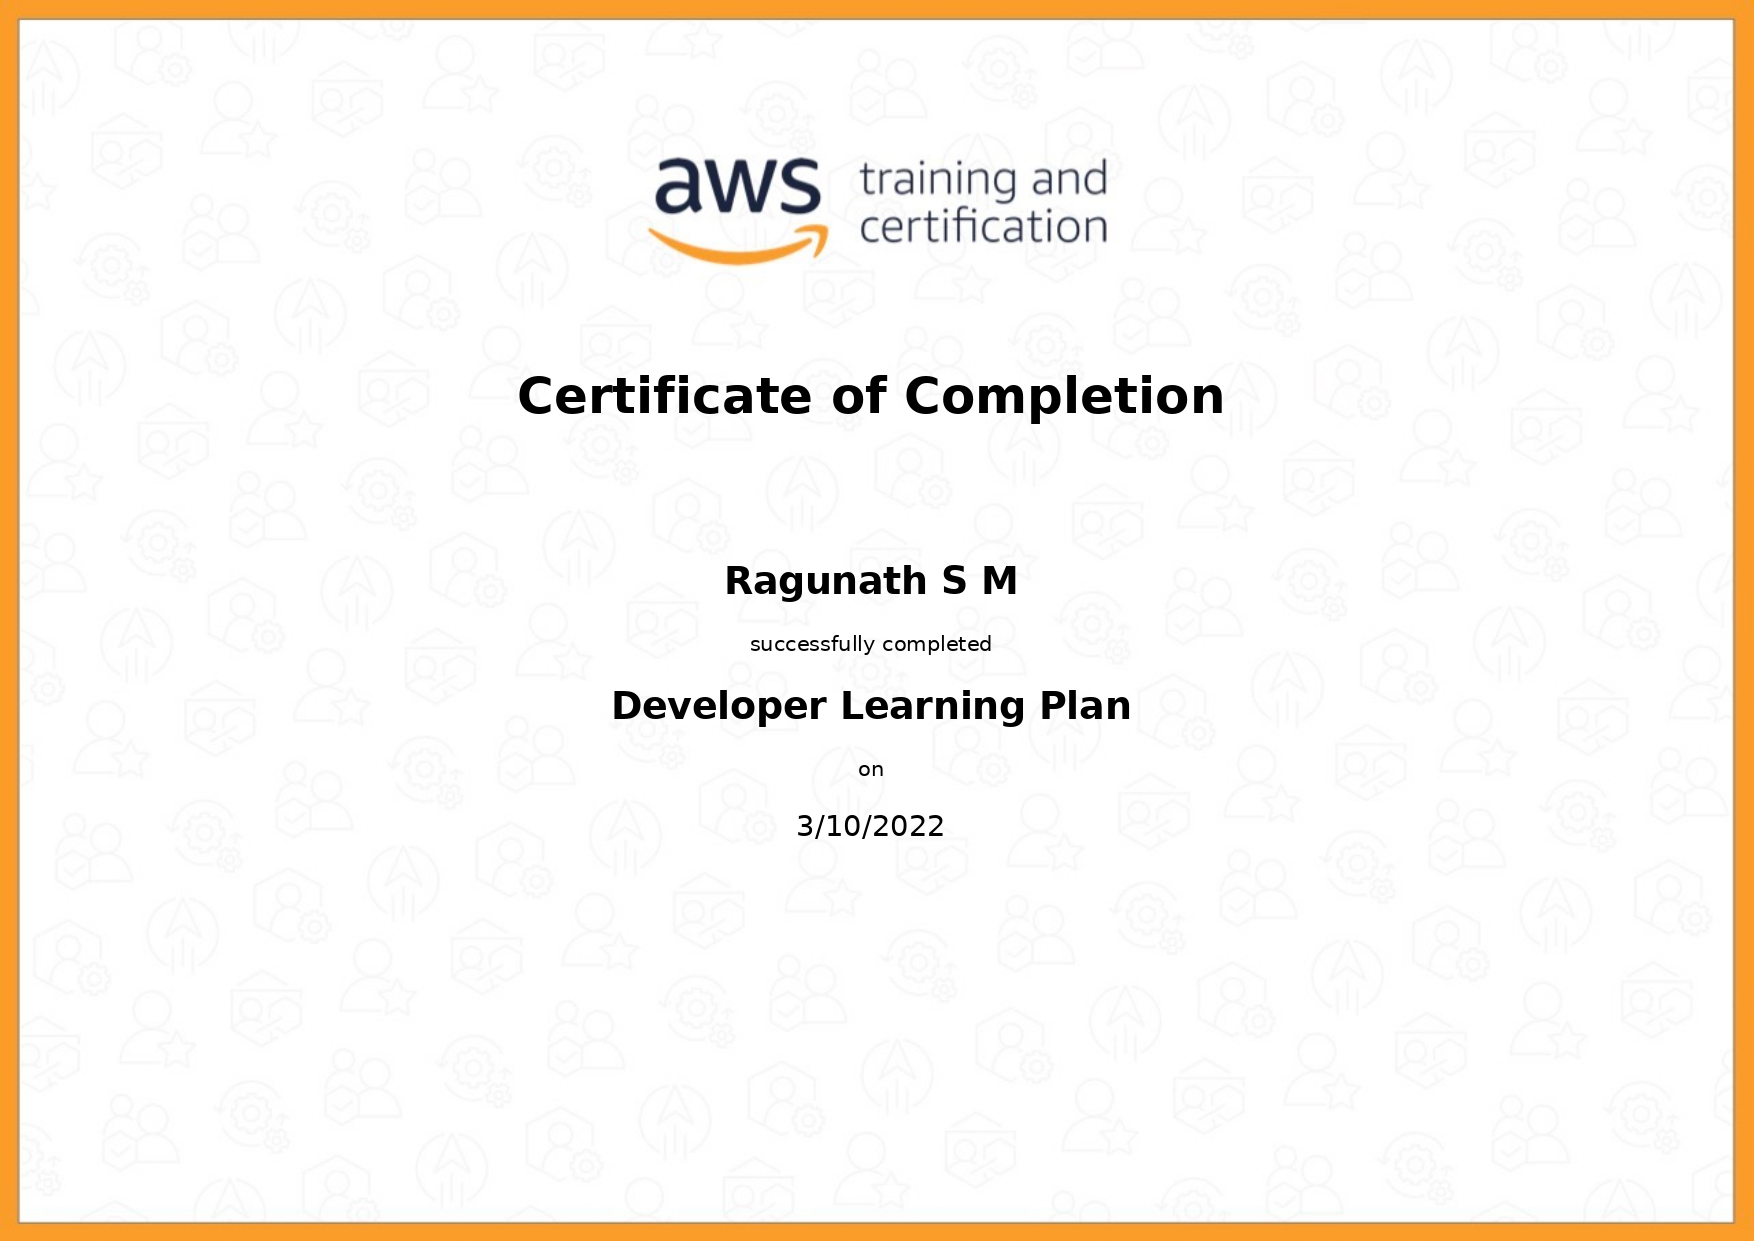 aws training and
certification
Certificate of Completion
Ragunath S M
successfully completed
Developer Learning Plan
on
3/10/2022